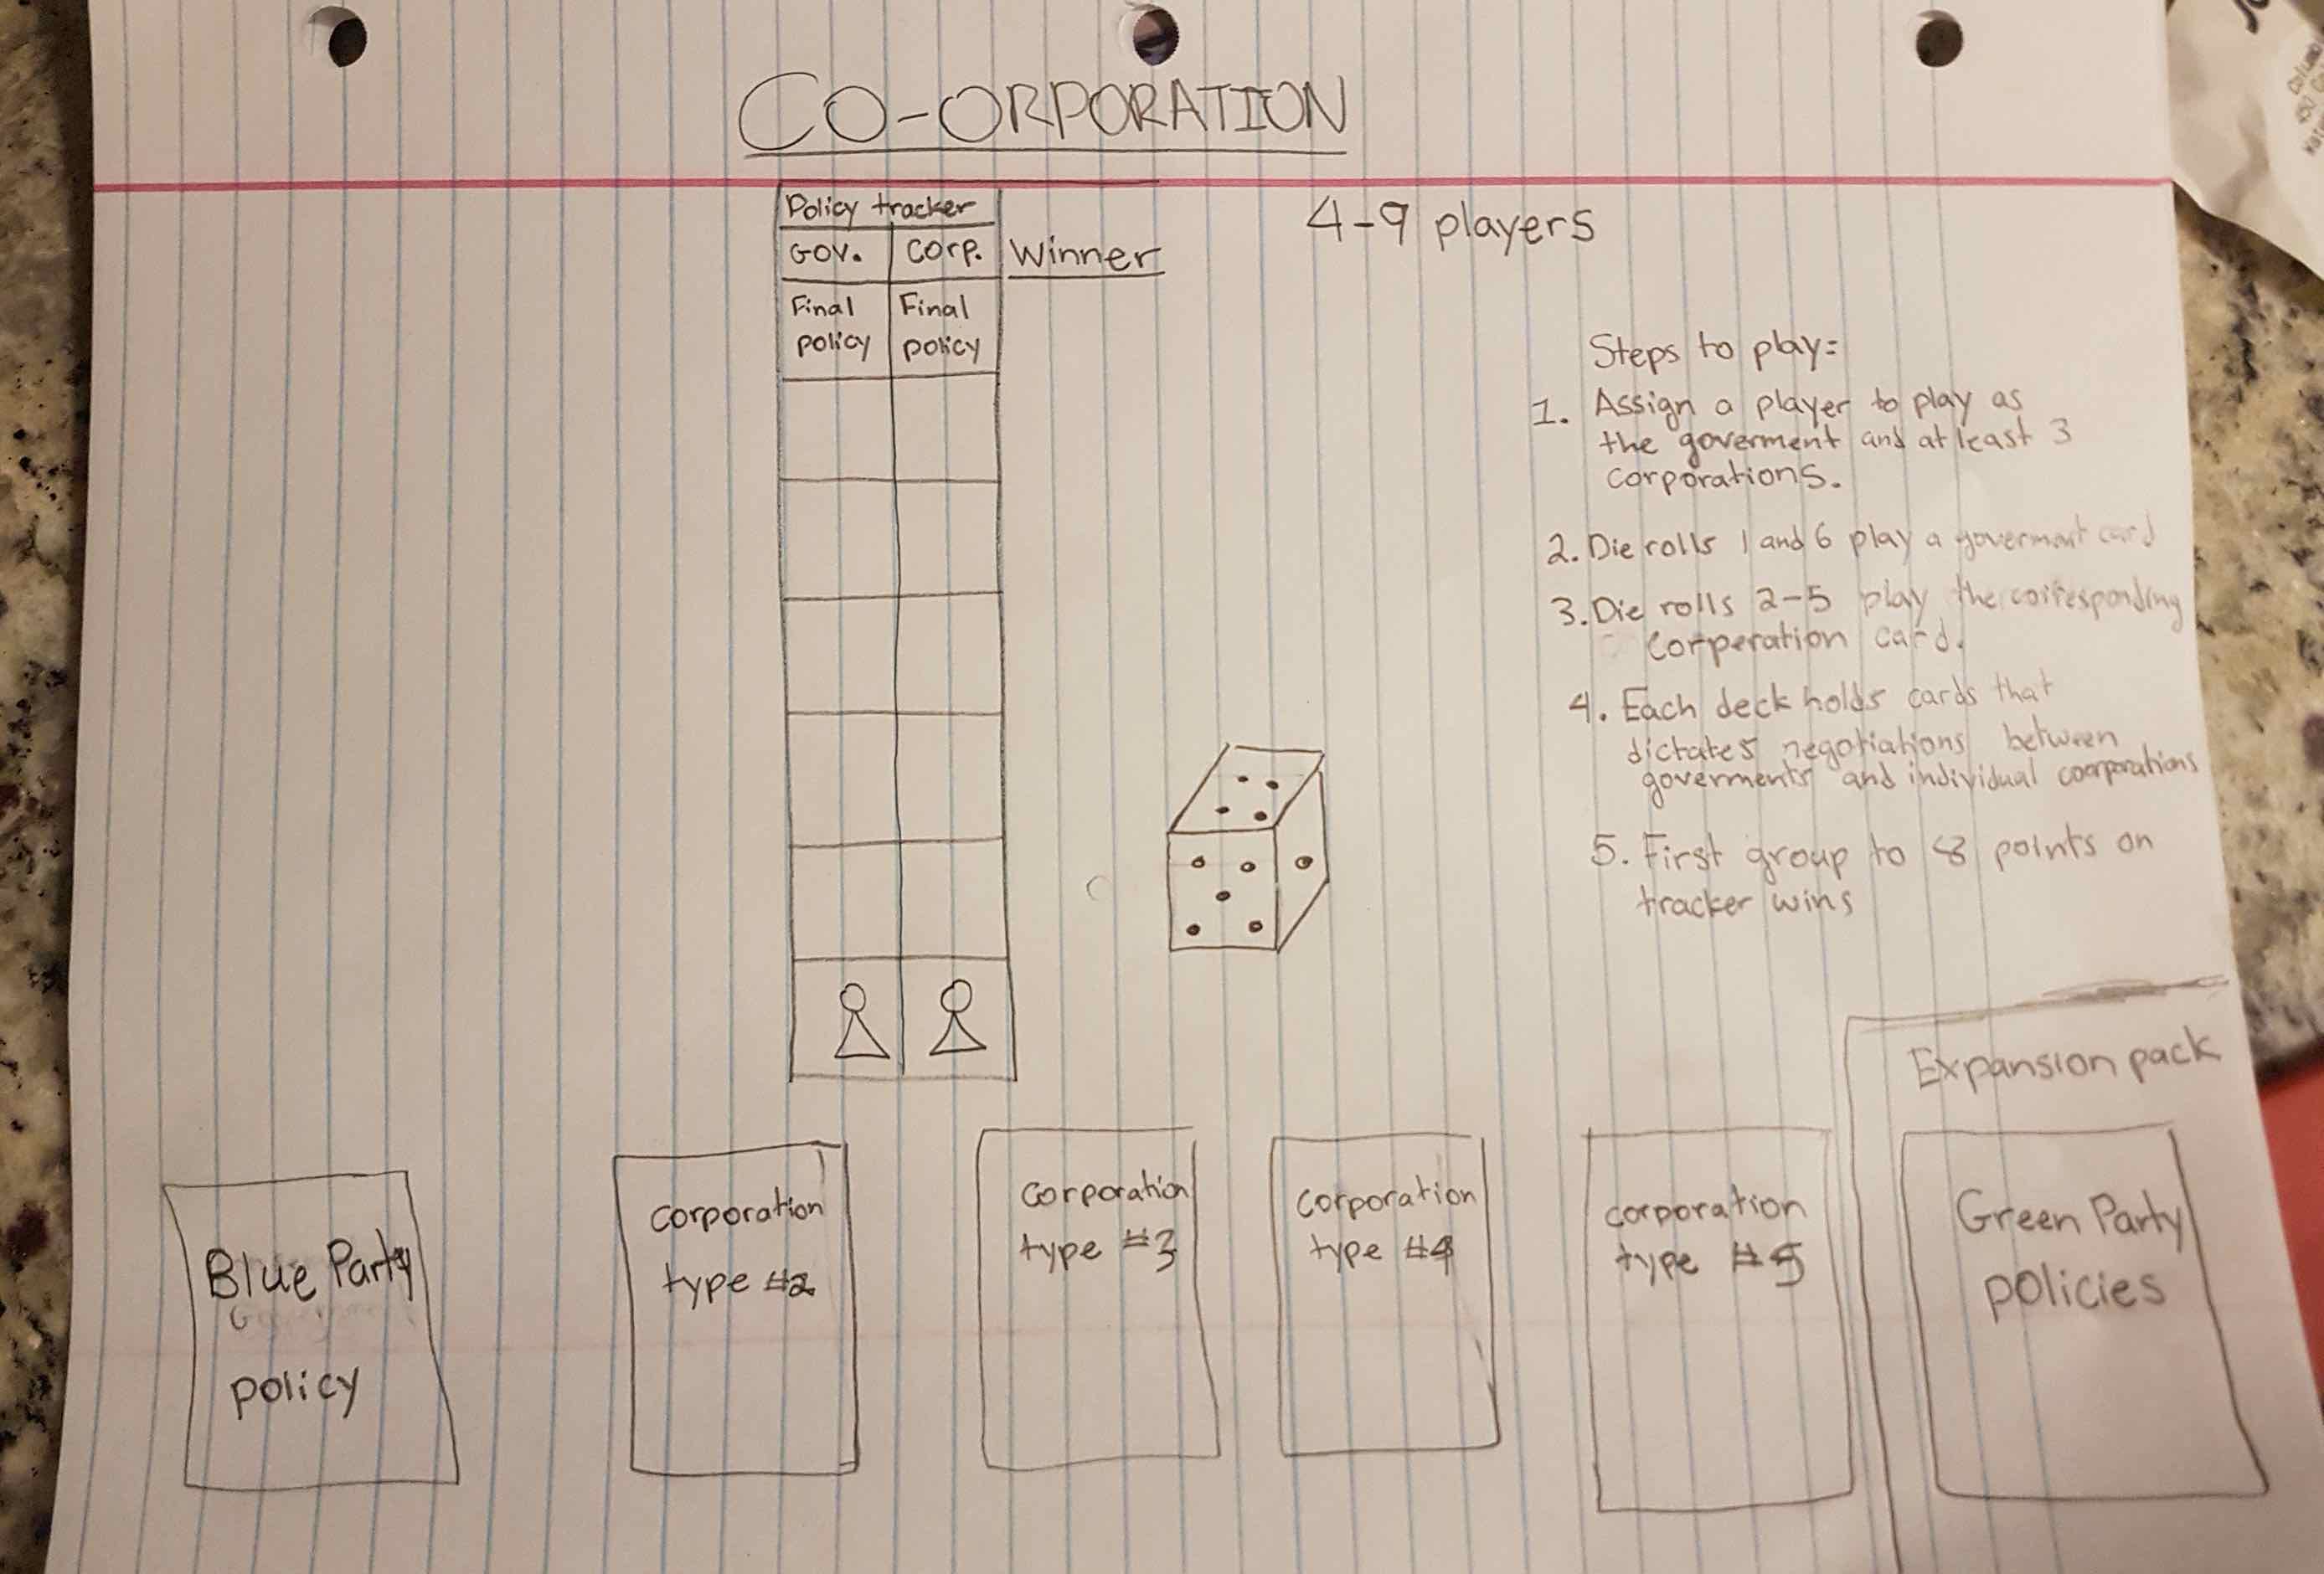 CO-ORPORATION
Policy tracker
Gov. Corp. Winner
Final policy Final policy
4-9 players
Steps to play:
1. Assign a player to play as
the goverment and at least 3
corporations.
2. Die rolls 1 and 6 play a goverment card
3. Die rolls 2-5 play the corresponding
corperation card.
4. Each deck holds cards that
dictates negotiations between
goverments and individual coorporations
5. First group to 8 points on
tracker wins
Expansion pack
Blue Party
policy
corporation
type #2
corporation
type #3
corporation
type #4
corporation
type #5
Green Party
policies